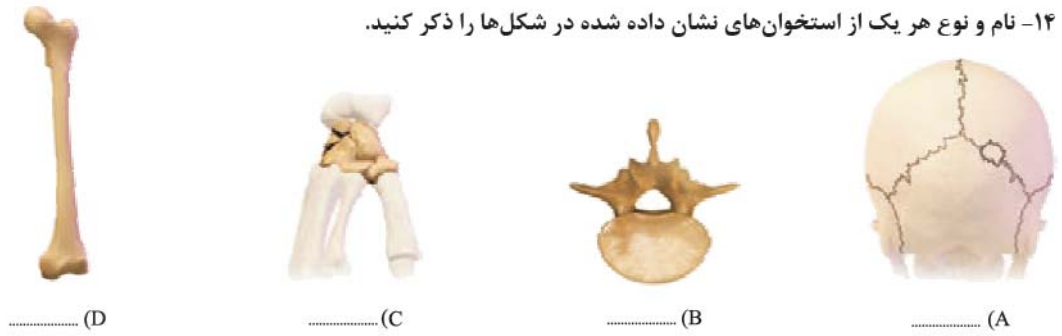 ۱۴- نام و نوع هر یک از استخوان‌های نشان داده شده در شکل‌ها را ذکر کنید.
A) ....................
B) ....................
C) ....................
D) ....................